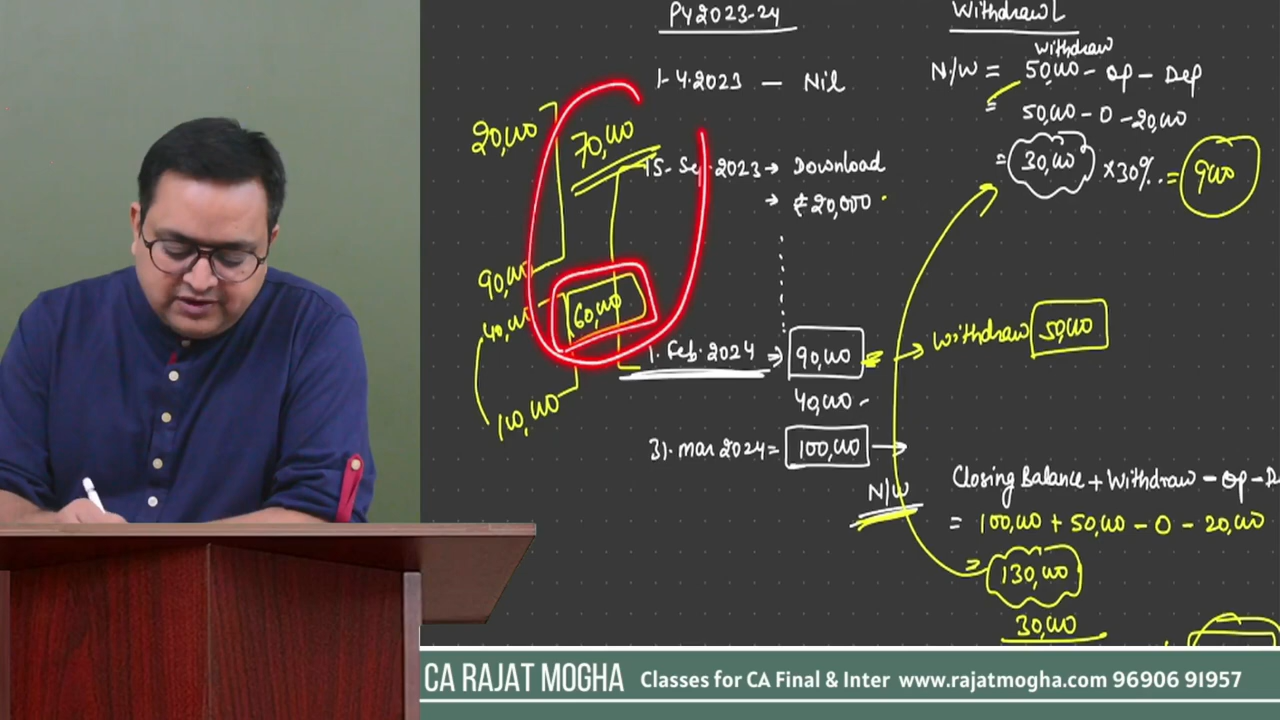 PY 2023-24
1-4-2023 — Nil
20,000
70,000
15-Sep-2023 → Download
→ ₹ 20,000
90,000
40,000
60,000
1. Feb. 2024 ⇒ 90,000
40,000
100,000
31. Mar 2024 = 100,000 →
Withdraw L
Withdraw
N/W = 50,000 - Op - Dep
= 50,000 - 0 - 20,000
= 30,000 × 30% = 9000
→ Withdraw 50,000
N/W
Closing Balance + Withdraw - Op - D
= 100,000 + 50,000 - 0 - 20,000
= 130,000
30,000
CA RAJAT MOGHA Classes for CA Final & Inter www.rajatmogha.com 96906 91957